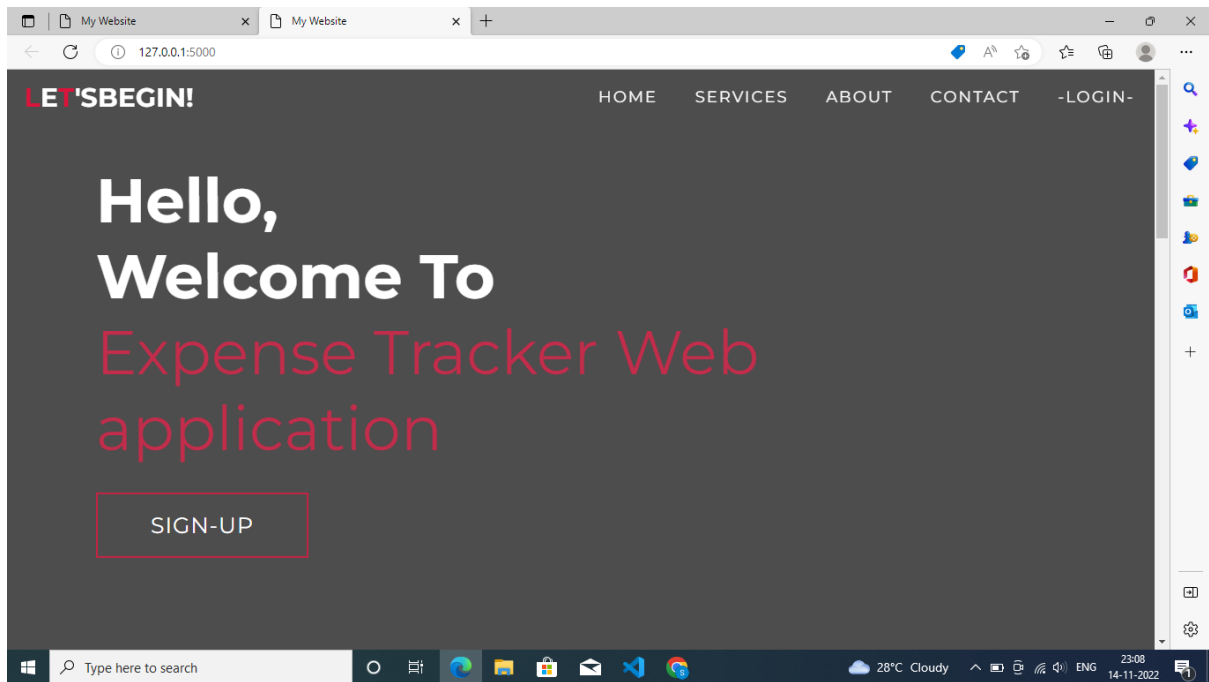 My Website
My Website
127.0.0.1:5000
LET'SBEGIN!
HOME SERVICES ABOUT CONTACT -LOGIN-
Hello,
Welcome To
Expense Tracker Web
application
SIGN-UP
Type here to search
28°C Cloudy
ENG
23:08
14-11-2022
1